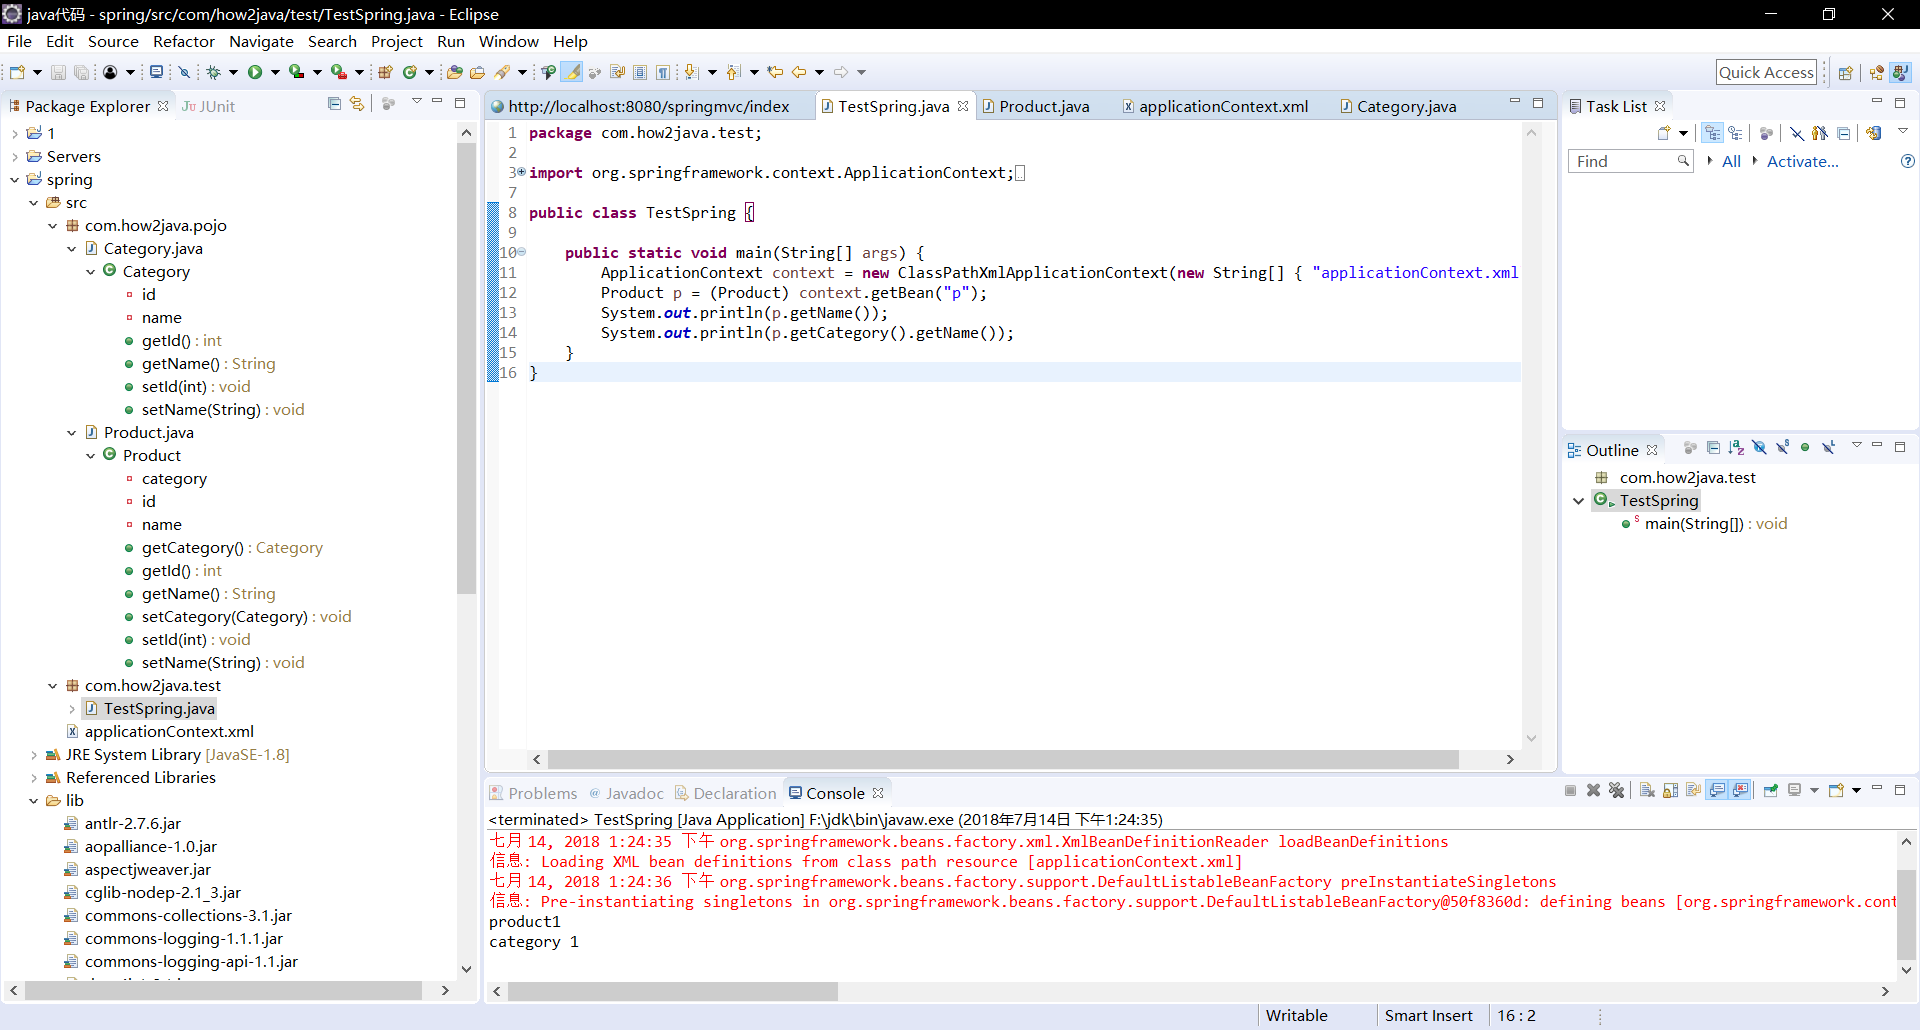 java代码 - spring/src/com/how2java/test/TestSpring.java - Eclipse
File Edit Source Refactor Navigate Search Project Run Window Help
Quick Access
Package Explorer
JUnit
1
Servers
spring
src
com.how2java.pojo
Category.java
Category
id
name
getId() : int
getName() : String
setId(int) : void
setName(String) : void
Product.java
Product
category
id
name
getCategory() : Category
getId() : int
getName() : String
setCategory(Category) : void
setId(int) : void
setName(String) : void
com.how2java.test
TestSpring.java
applicationContext.xml
JRE System Library [JavaSE-1.8]
Referenced Libraries
lib
antlr-2.7.6.jar
aopalliance-1.0.jar
aspectjweaver.jar
cglib-nodep-2.1_3.jar
commons-collections-3.1.jar
commons-logging-1.1.1.jar
commons-logging-api-1.1.jar
http://localhost:8080/springmvc/index
TestSpring.java
Product.java
applicationContext.xml
Category.java
1 package com.how2java.test;
2
3 import org.springframework.context.ApplicationContext;
7
8 public class TestSpring {
9
10 public static void main(String[] args) {
11 ApplicationContext context = new ClassPathXmlApplicationContext(new String[] { "applicationContext.xml
12 Product p = (Product) context.getBean("p");
13 System.out.println(p.getName());
14 System.out.println(p.getCategory().getName());
15 }
16 }
Task List
Find
All
Activate...
Outline
com.how2java.test
TestSpring
main(String[]) : void
Problems
@ Javadoc
Declaration
Console
<terminated> TestSpring [Java Application] F:\jdk\bin\javaw.exe (2018年7月14日 下午1:24:35)
七月 14, 2018 1:24:35 下午 org.springframework.beans.factory.xml.XmlBeanDefinitionReader loadBeanDefinitions
信息: Loading XML bean definitions from class path resource [applicationContext.xml]
七月 14, 2018 1:24:36 下午 org.springframework.beans.factory.support.DefaultListableBeanFactory preInstantiateSingletons
信息: Pre-instantiating singletons in org.springframework.beans.factory.support.DefaultListableBeanFactory@50f8360d: defining beans [org.springframework.cont
product1
category 1
Writable
Smart Insert
16 : 2